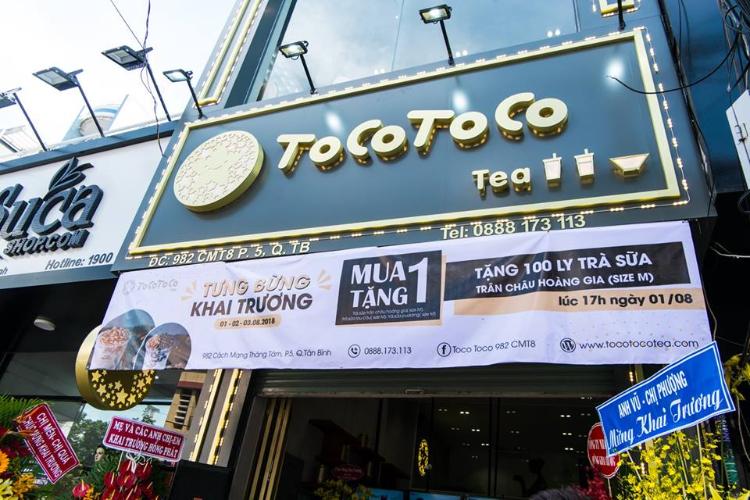 TOCOTOCO
Tea
ĐC: 982 CMT8 P. 5, Q. TB
Tel: 0888 173 113
Suca
SHOP.COM
Hotline: 1900
TOCOTOCO
TƯNG BỪNG
KHAI TRƯƠNG
01 - 02 - 03.08.2018
982 Cách Mạng Tháng Tám, P.5, Q.Tân Bình
MUA 1
TẶNG
0888.173.113
TẶNG 100 LY TRÀ SỮA
TRÂN CHÂU HOÀNG GIA (SIZE M)
lúc 17h ngày 01/08
Toco Toco 982 CMT8
www.tocotocotea.com
CHÚC MỪNG KHAI TRƯƠNG
MẸ VÀ CÁC ANH CHỊ EM
KHAI TRƯƠNG HỒNG PHÁT
ANH VŨ - CHỊ PHƯỢNG
Mừng Khai Trương